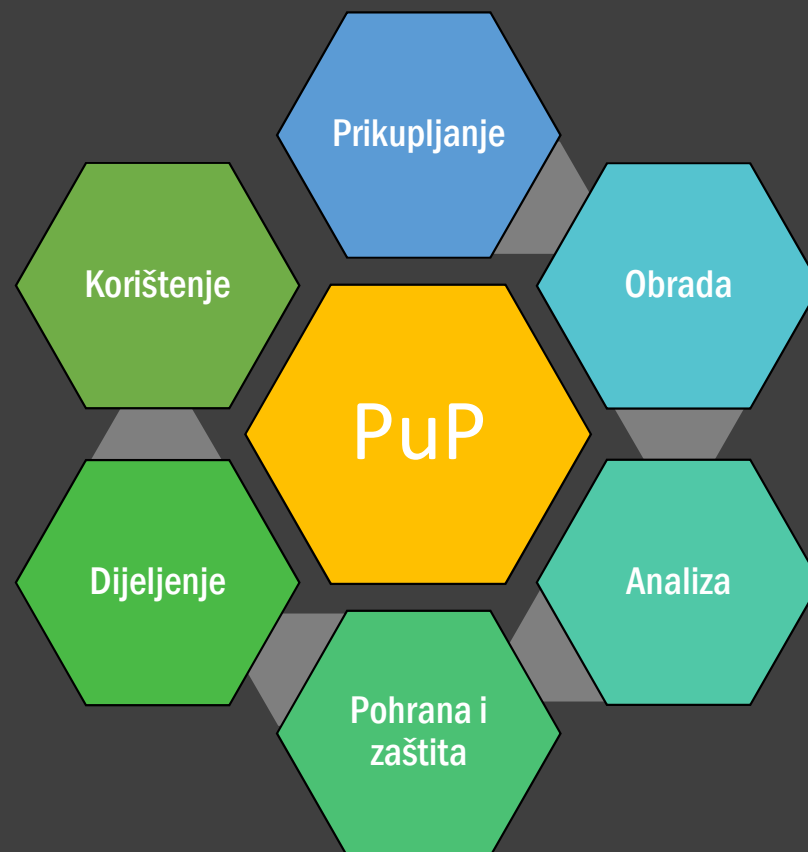 Prikupljanje
Obrada
Analiza
Pohrana i
zaštita
Dijeljenje
Korištenje
PuP